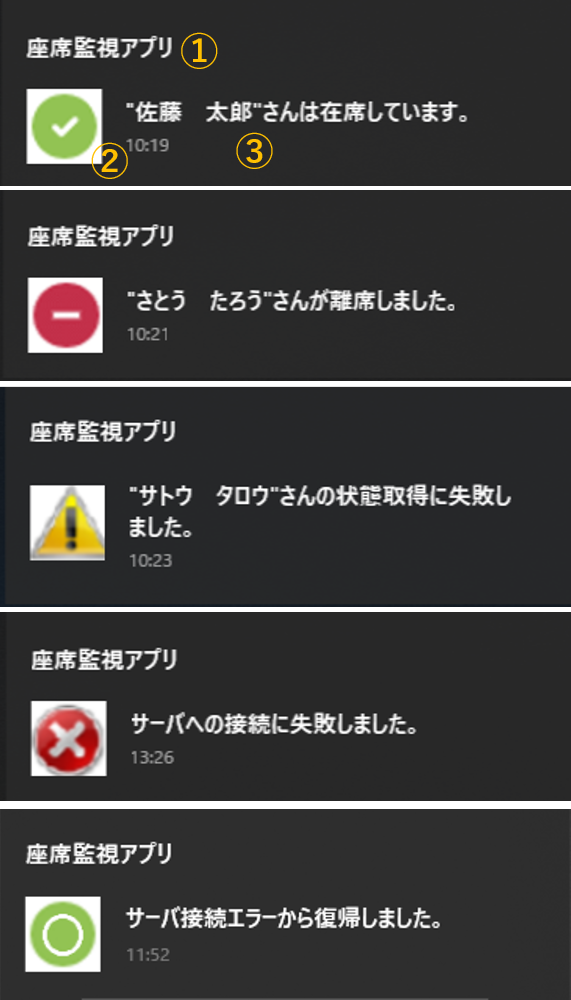 座席監視アプリ ①
"佐藤　太郎"さんは在席しています。
② 10:19 ③
座席監視アプリ
"さとう　たろう"さんが離席しました。
10:21
座席監視アプリ
"サトウ　タロウ"さんの状態取得に失敗し
ました。
10:23
座席監視アプリ
サーバへの接続に失敗しました。
13:26
座席監視アプリ
サーバ接続エラーから復帰しました。
11:52